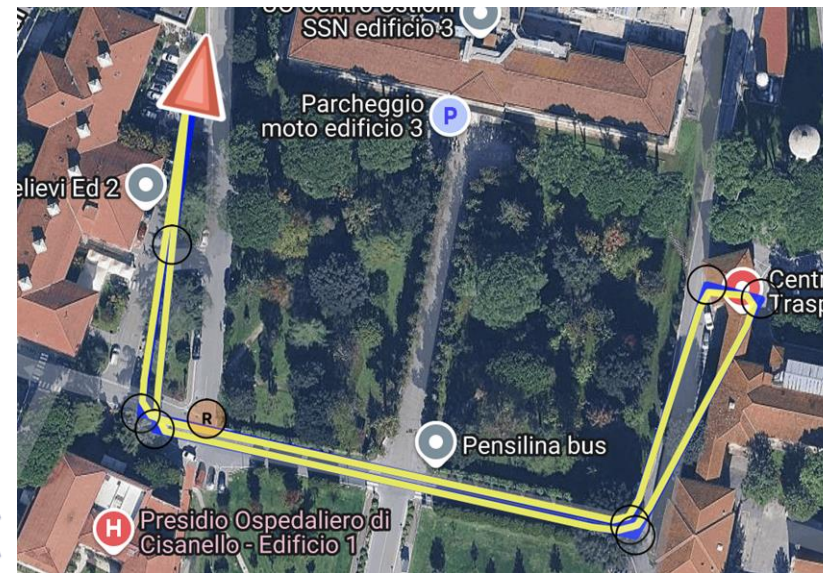 SSN edificio 3
Parcheggio
moto edificio 3
P
elievi Ed 2
Centr
Trasp
R
Pensilina bus
H
Presidio Ospedaliero di
Cisanello - Edificio 1